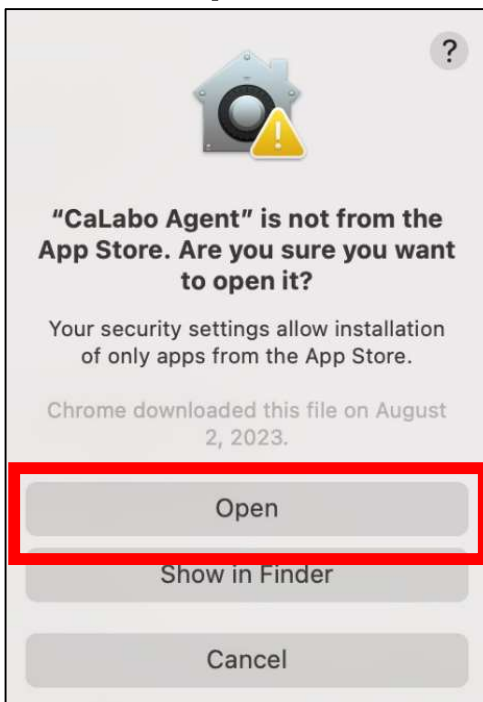 ?
“CaLabo Agent” is not from the
App Store. Are you sure you want
to open it?
Your security settings allow installation
of only apps from the App Store.
Chrome downloaded this file on August
2, 2023.
Open
Show in Finder
Cancel